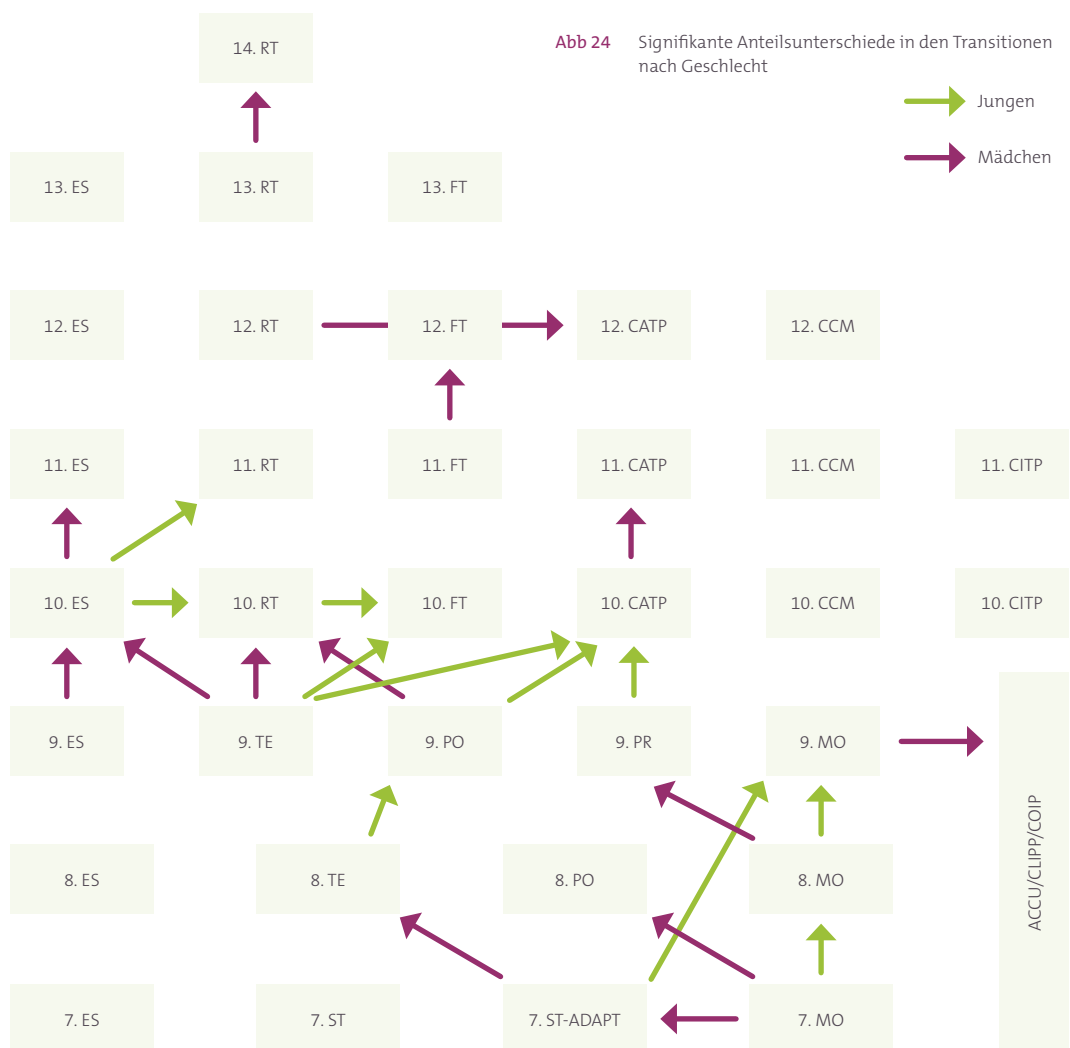 Abb 24 Signifikante Anteilsunterschiede in den Transitionen
nach Geschlecht
Jungen
Mädchen
14. RT
13. ES 13. RT 13. FT
12. ES 12. RT 12. FT 12. CATP 12. CCM
11. ES 11. RT 11. FT 11. CATP 11. CCM 11. CITP
10. ES 10. RT 10. FT 10. CATP 10. CCM 10. CITP
9. ES 9. TE 9. PO 9. PR 9. MO
ACCU/CLIPP/COIP
8. ES 8. TE 8. PO 8. MO
7. ES 7. ST 7. ST-ADAPT 7. MO